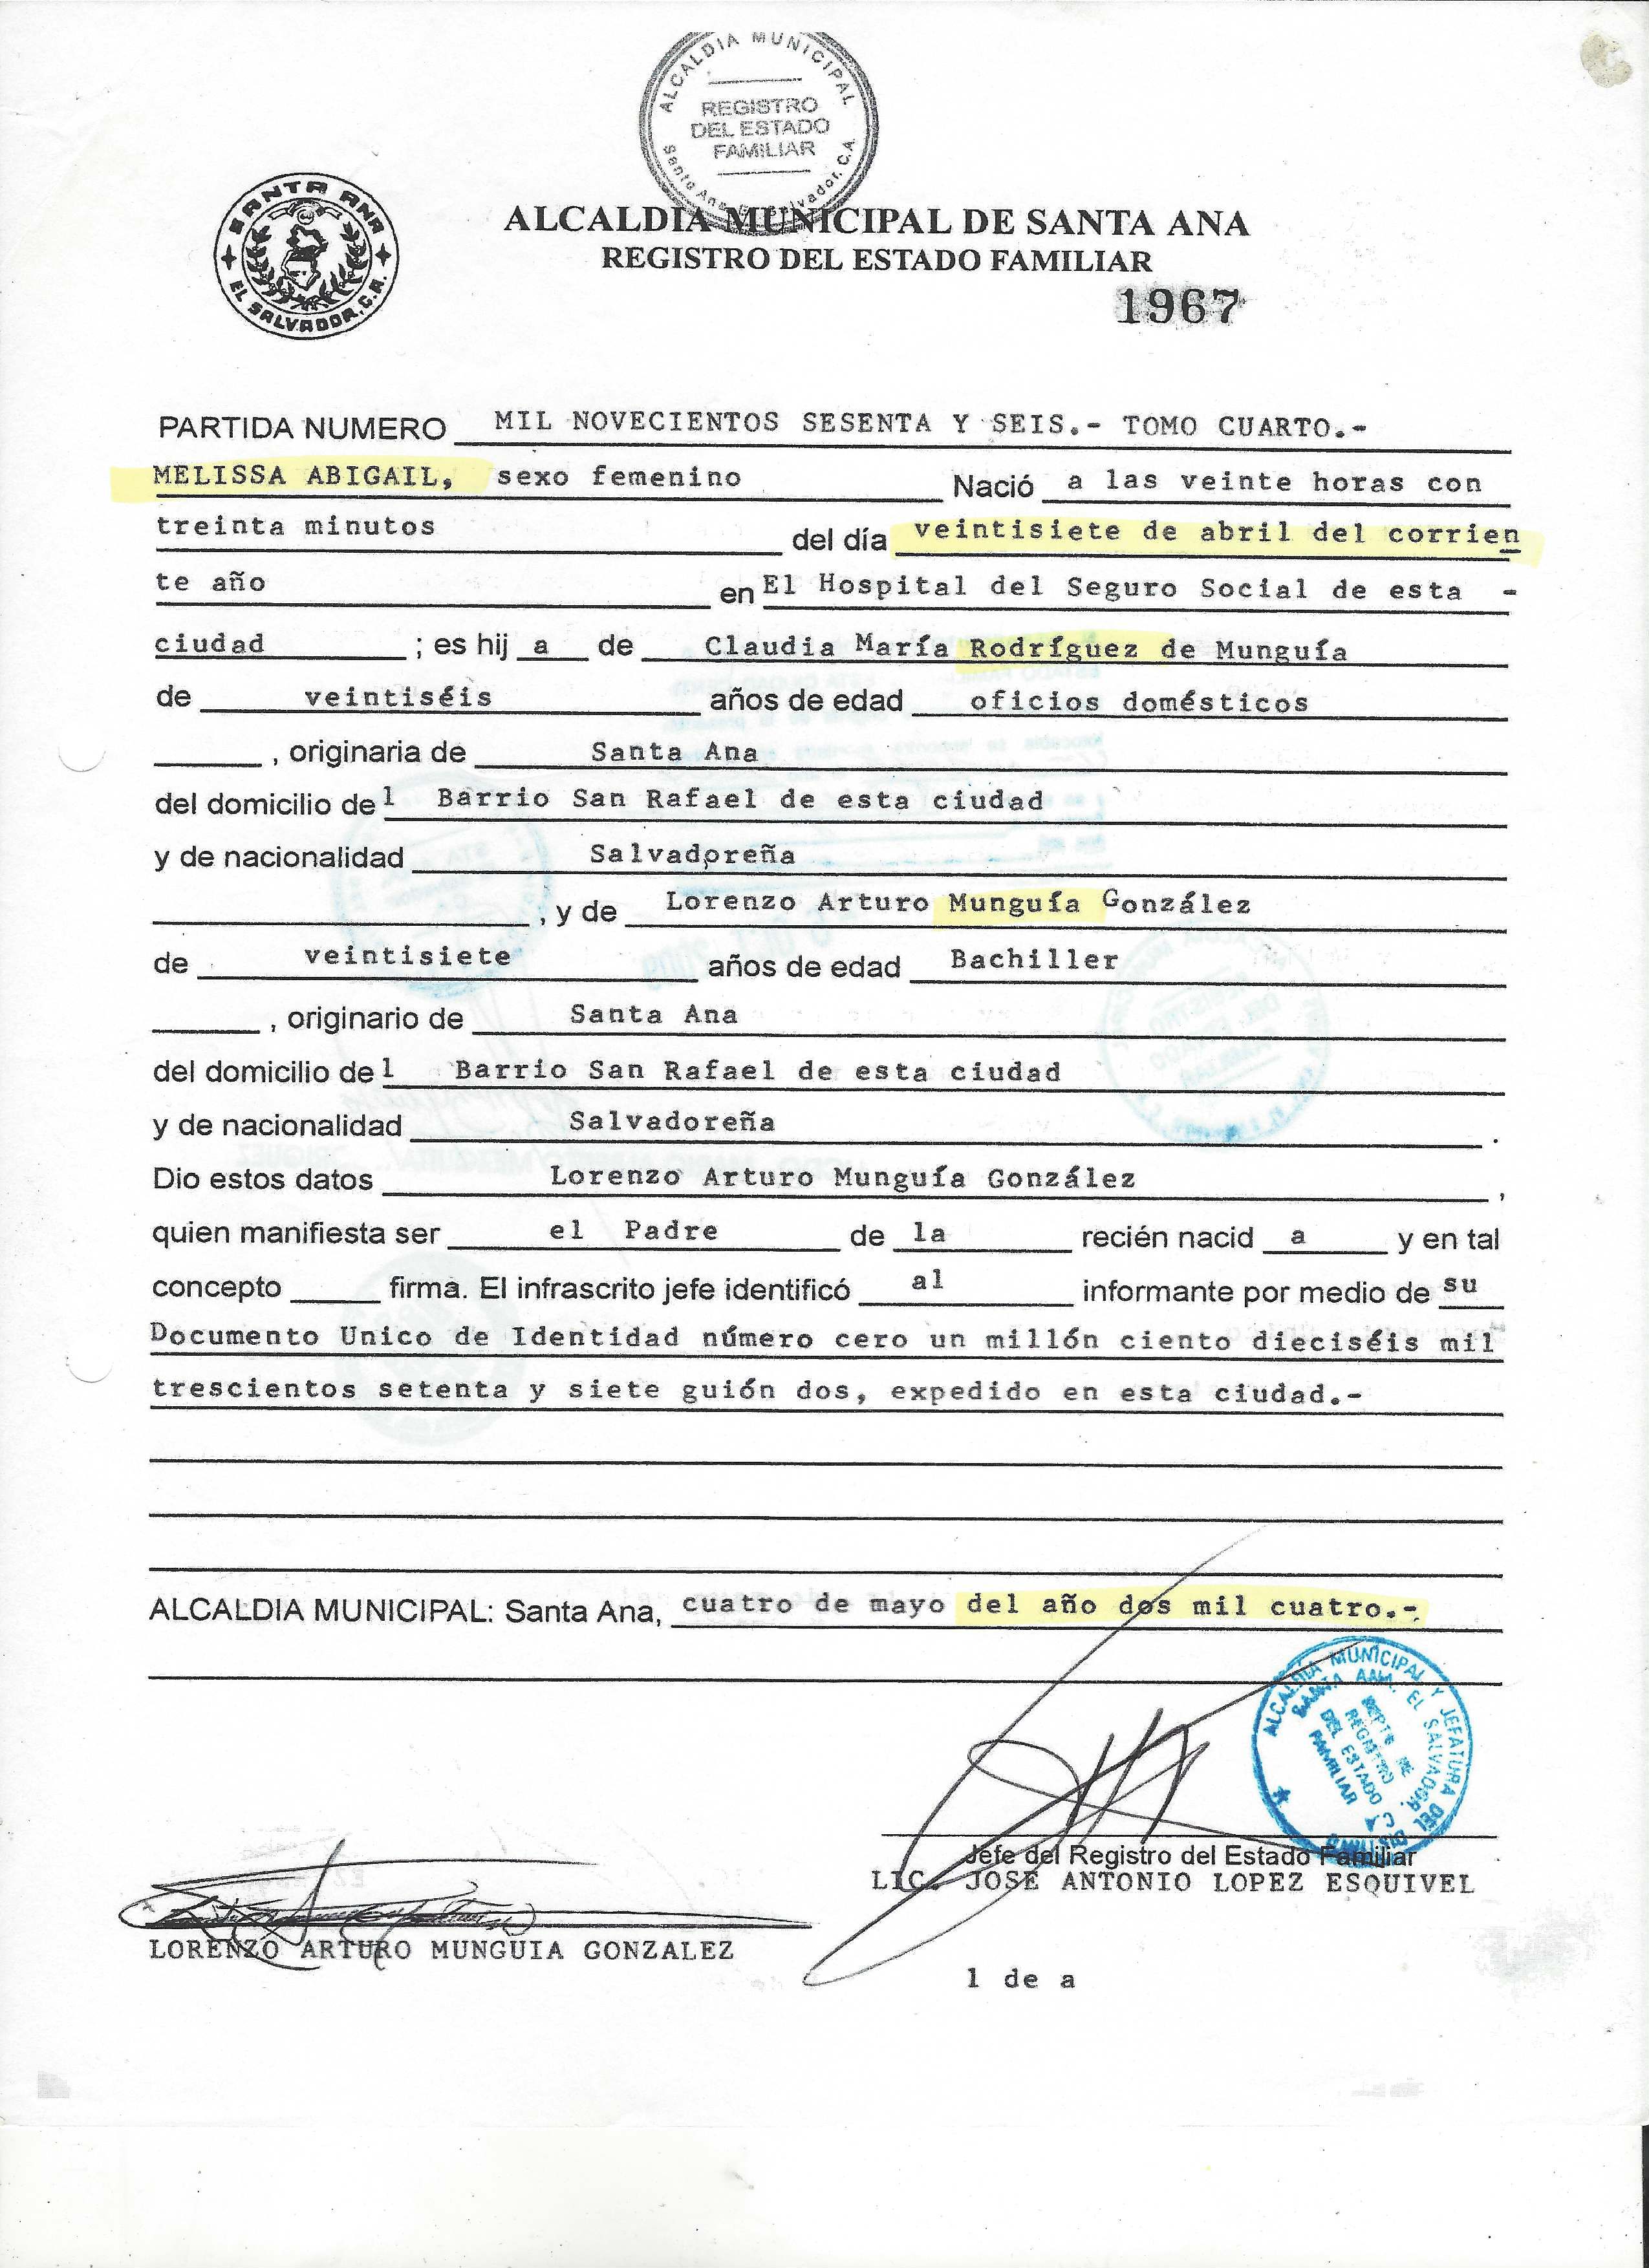 ALCALDIA MUNICIPAL
REGISTRO
DEL ESTADO
FAMILIAR
Santa Ana, El Salvador, C.A.
SANTA ANA
EL SALVADOR, C.A.
ALCALDIA MUNICIPAL DE SANTA ANA
REGISTRO DEL ESTADO FAMILIAR
1967
PARTIDA NUMERO MIL NOVECIENTOS SESENTA Y SEIS.- TOMO CUARTO.-
MELISSA ABIGAIL, sexo femenino Nació a las veinte horas con
treinta minutos del día veintisiete de abril del corrien
te año en El Hospital del Seguro Social de esta -
ciudad ; es hij a de Claudia María Rodríguez de Munguía
de veintiséis años de edad oficios domésticos
, originaria de Santa Ana
del domicilio de l Barrio San Rafael de esta ciudad
y de nacionalidad Salvadoreña
, y de Lorenzo Arturo Munguía González
de veintisiete años de edad Bachiller
, originario de Santa Ana
del domicilio de l Barrio San Rafael de esta ciudad
y de nacionalidad Salvadoreña .
Dio estos datos Lorenzo Arturo Munguía González ,
quien manifiesta ser el Padre de la recién nacid a y en tal
concepto firma. El infrascrito jefe identificó al informante por medio de su
Documento Unico de Identidad número cero un millón ciento dieciséis mil
trescientos setenta y siete guión dos, expedido en esta ciudad.-
ALCALDIA MUNICIPAL: Santa Ana, cuatro de mayo del año dos mil cuatro.-
ALCALDIA MUNICIPAL Y JEFATURA DEL DISTRITO
SANTA ANA, EL SALVADOR, C.A.
DEPTO. DE
REGISTRO
DEL ESTADO
FAMILIAR
Jefe del Registro del Estado Familiar
LIC. JOSE ANTONIO LOPEZ ESQUIVEL
LORENZO ARTURO MUNGUIA GONZALEZ
1 de a